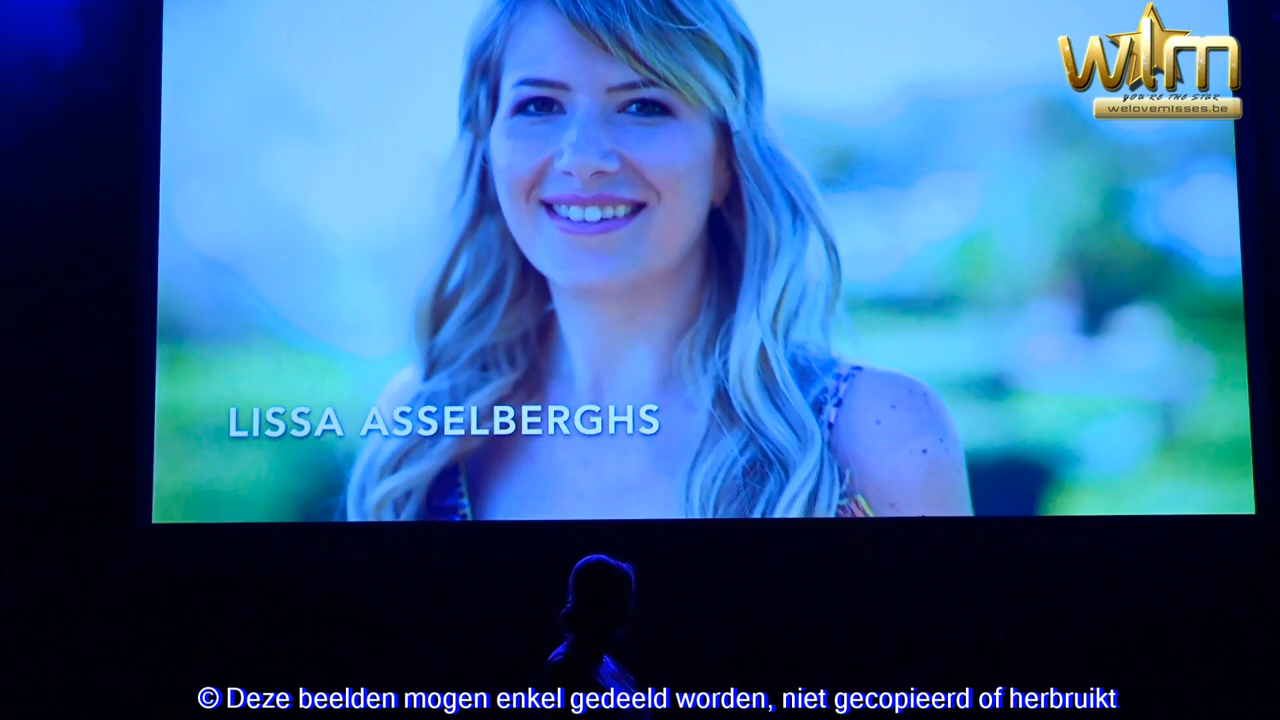 wlm
YOU'RE THE STAR
welovemisses.be
LISSA ASSELBERGHS
© Deze beelden mogen enkel gedeeld worden, niet gecopieerd of herbruikt